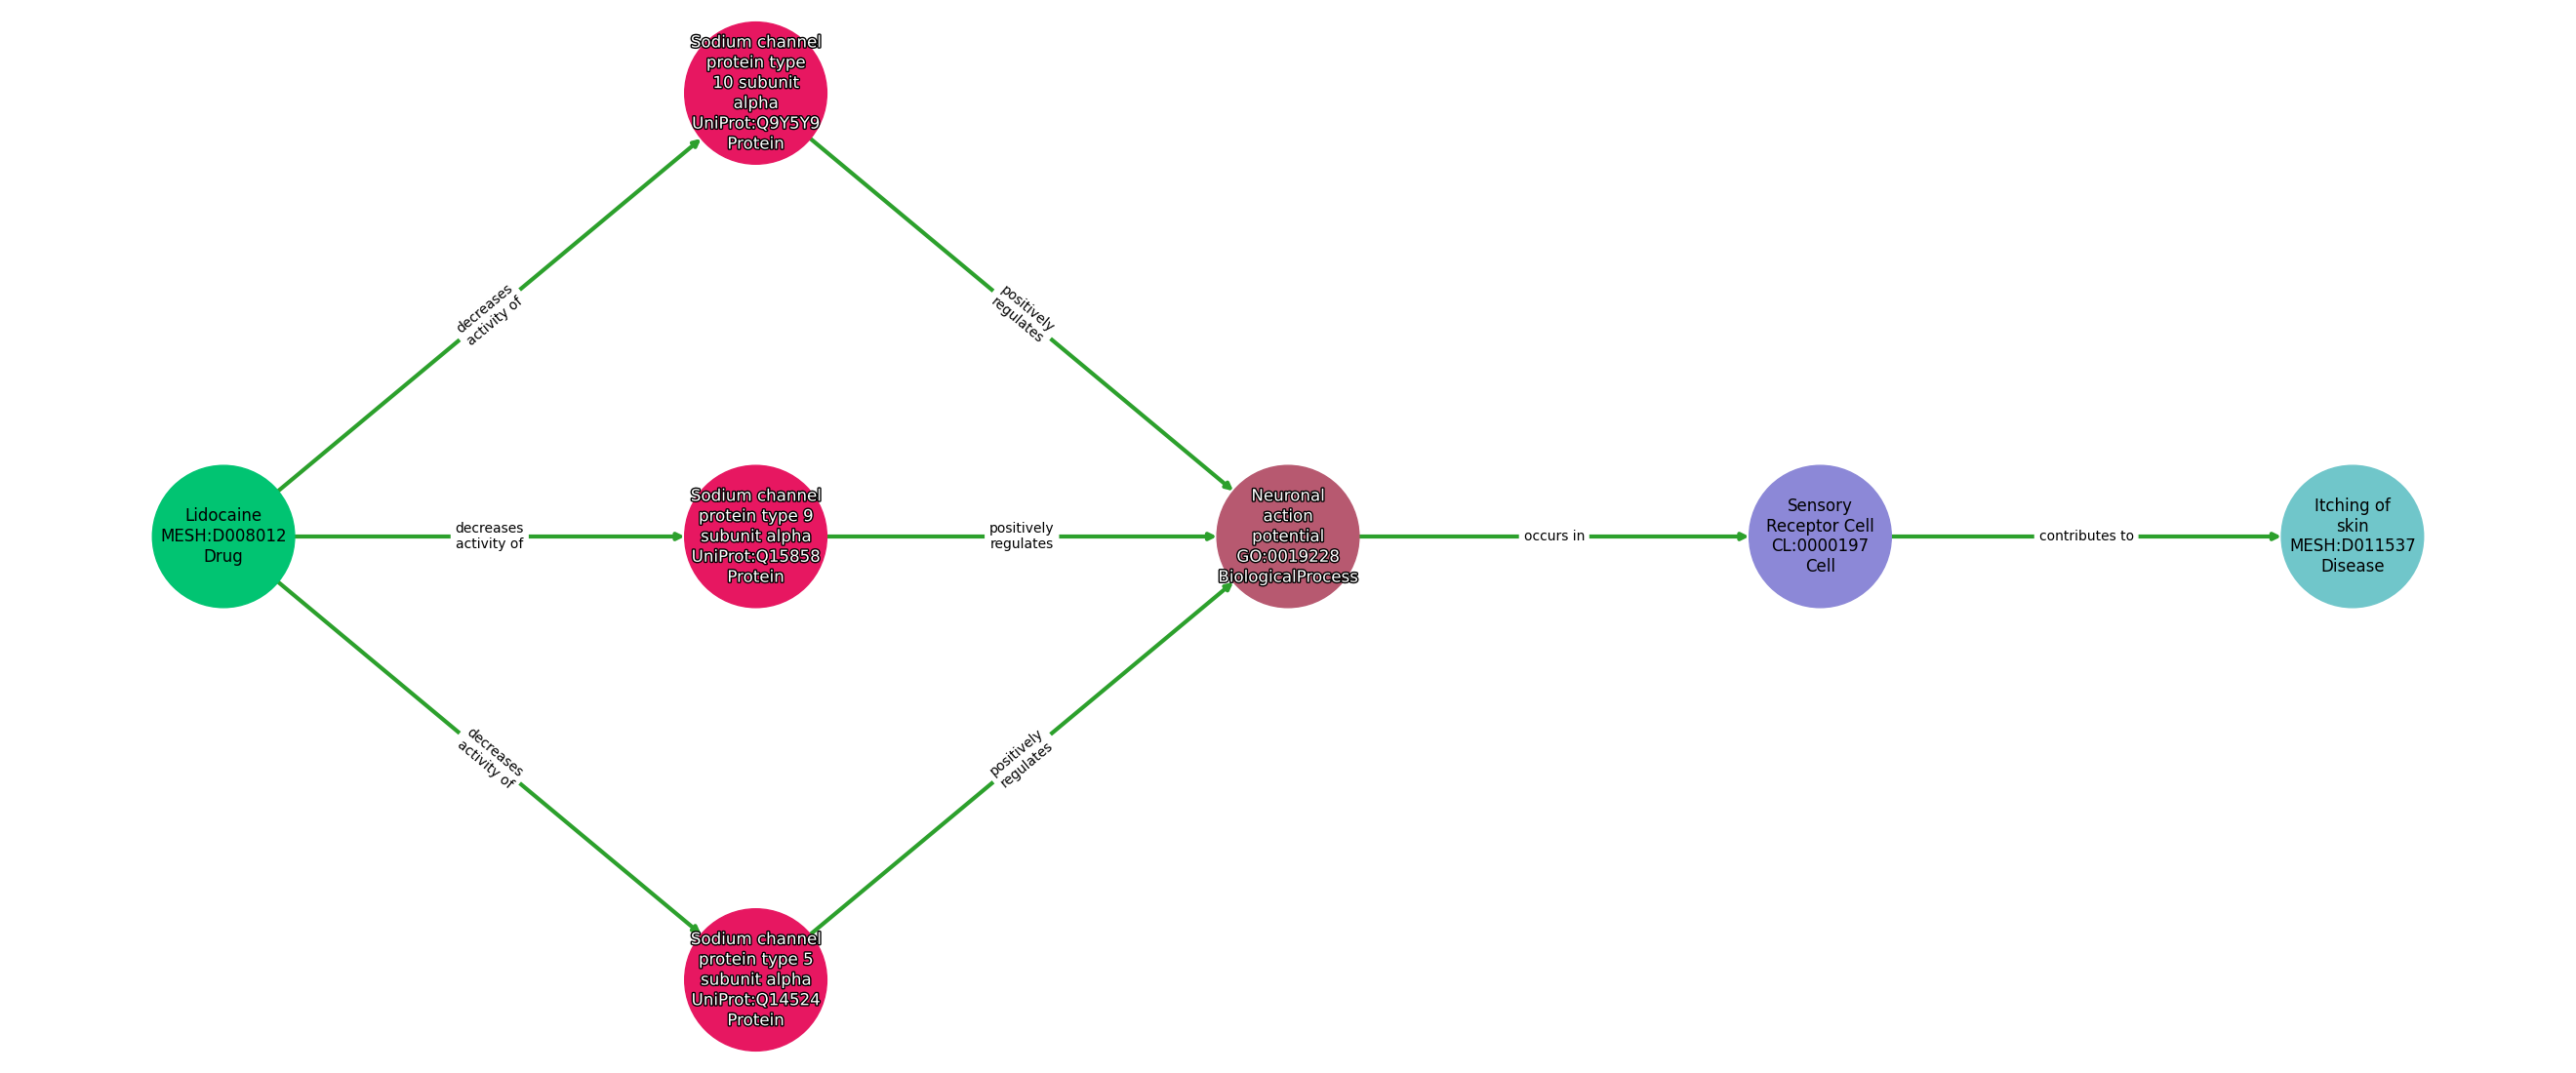 Sodium channel
protein type
10 subunit
alpha
UniProt:Q9Y5Y9
Protein
decreases
activity of
positively
regulates
Lidocaine
MESH:D008012
Drug
decreases
activity of
Sodium channel
protein type 9
subunit alpha
UniProt:Q15858
Protein
positively
regulates
Neuronal
action
potential
GO:0019228
BiologicalProcess
occurs in
Sensory
Receptor Cell
CL:0000197
Cell
contributes to
Itching of
skin
MESH:D011537
Disease
decreases
activity of
positively
regulates
Sodium channel
protein type 5
subunit alpha
UniProt:Q14524
Protein